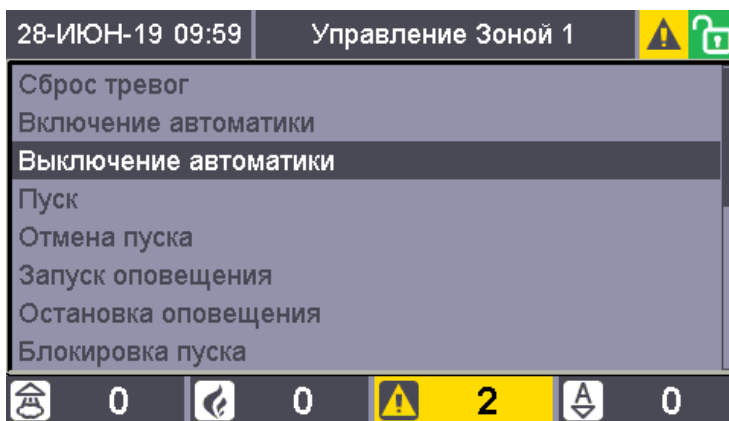 28-ИЮН-19 09:59 Управление Зоной 1
Сброс тревог
Включение автоматики
Выключение автоматики
Пуск
Отмена пуска
Запуск оповещения
Остановка оповещения
Блокировка пуска
0 0 2 A 0